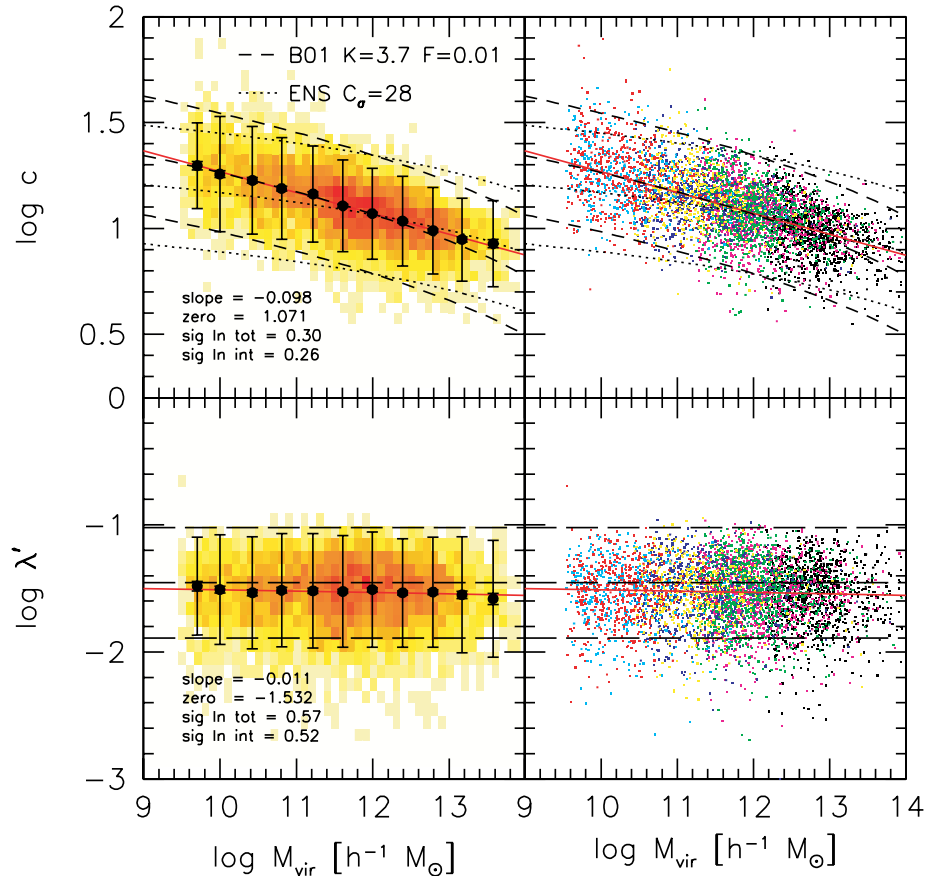 2
B01 K=3.7 F=0.01
ENS Cσ=28
1.5
log c
1
0.5
slope = −0.098
zero = 1.071
sig ln tot = 0.30
sig ln int = 0.26
0
−1
log λ′
−2
slope = −0.011
zero = −1.532
sig ln tot = 0.57
sig ln int = 0.52
−3
9 10 11 12 13 9 10 11 12 13 14
log Mvir [h−1 M⊙] log Mvir [h−1 M⊙]